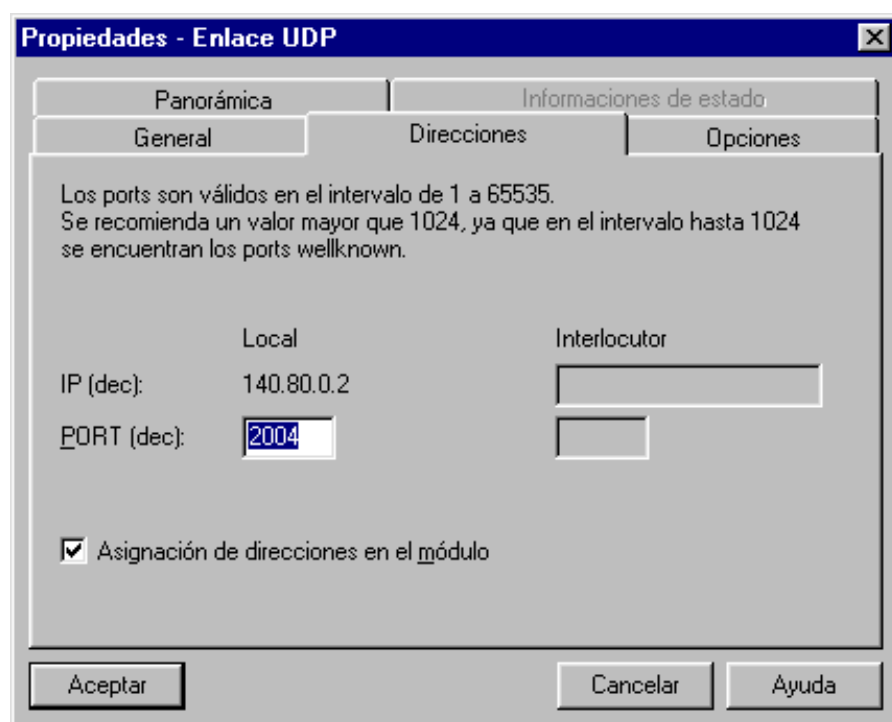 Propiedades - Enlace UDP
Panorámica
Informaciones de estado
General
Direcciones
Opciones
Los ports son válidos en el intervalo de 1 a 65535.
Se recomienda un valor mayor que 1024, ya que en el intervalo hasta 1024
se encuentran los ports wellknown.
Local
Interlocutor
IP (dec):
140.80.0.2
PORT (dec):
2004
Asignación de direcciones en el módulo
Aceptar
Cancelar
Ayuda